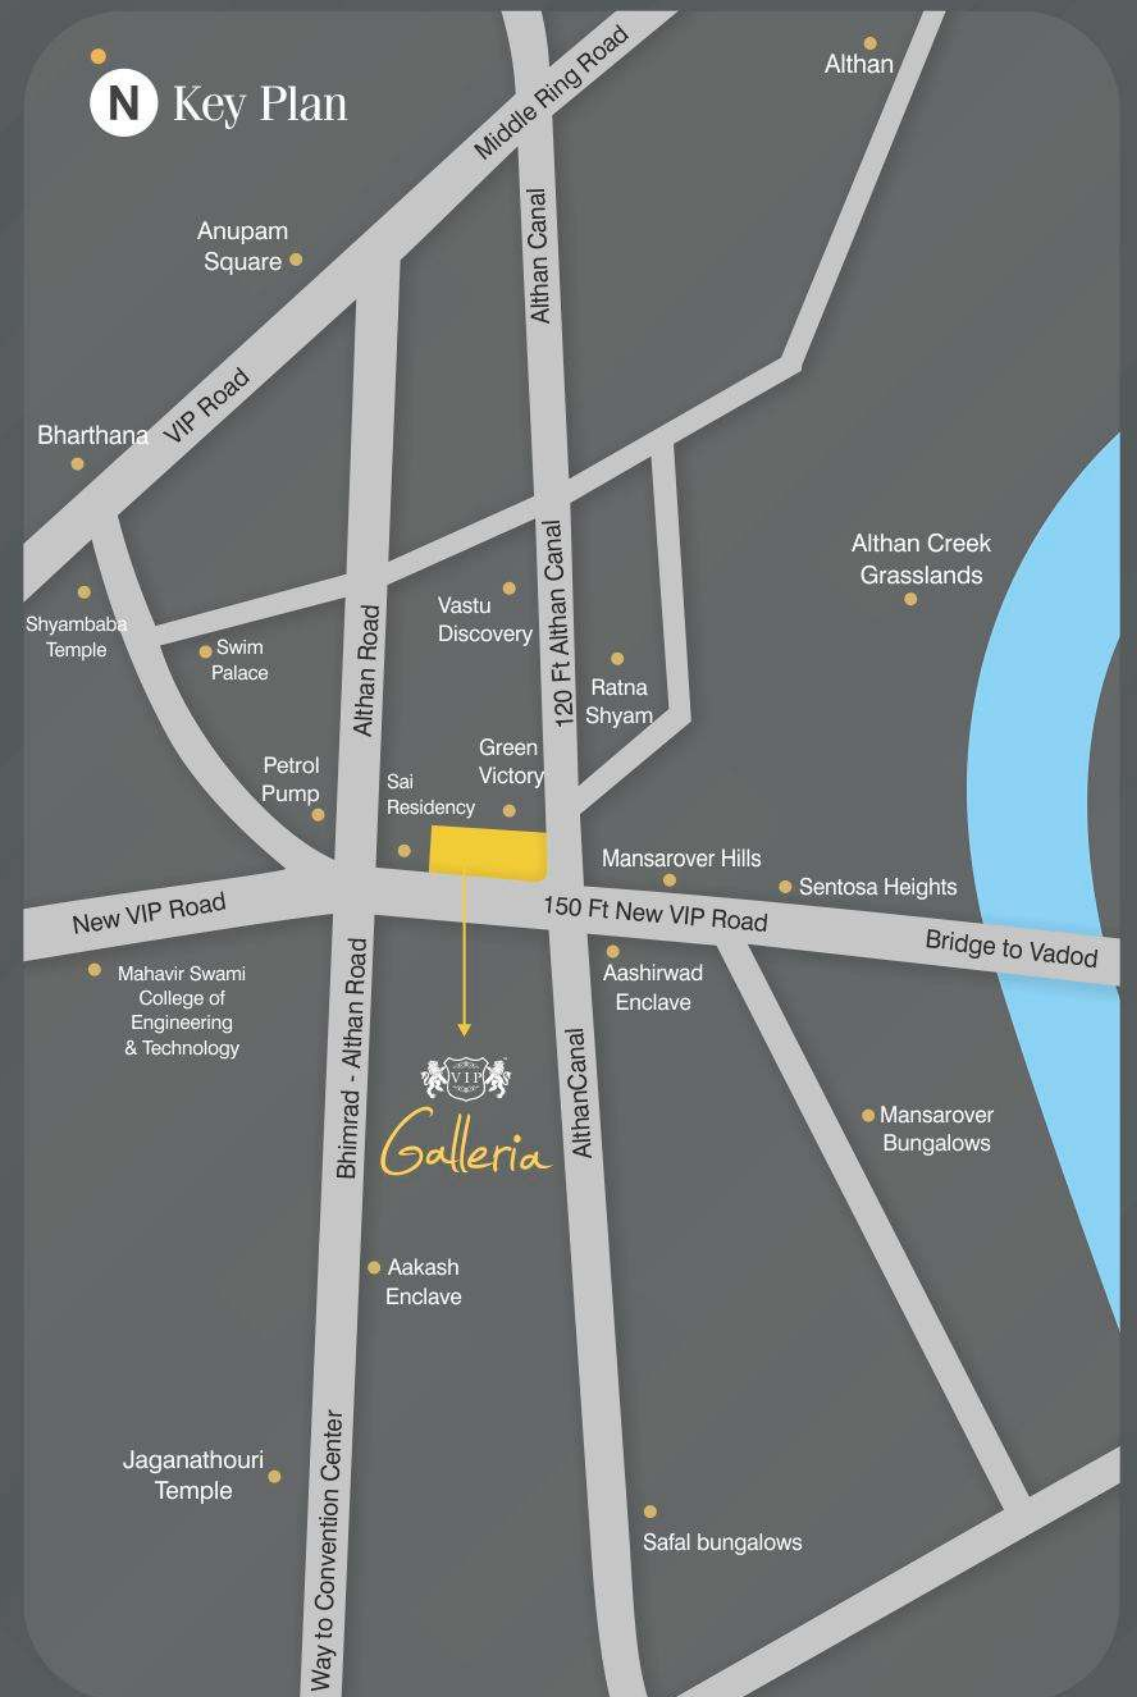 N Key Plan
Althan
Middle Ring Road
Anupam
Square
Althan Canal
VIP Road
Bharthana
Althan Creek
Grasslands
120 Ft Althan Canal
Vastu
Discovery
Shyambaba
Temple
Swim
Palace
Althan Road
Ratna
Shyam
Green
Victory
Petrol
Pump
Sai
Residency
Mansarover Hills
Sentosa Heights
New VIP Road
150 Ft New VIP Road
Bridge to Vadod
Mahavir Swami
College of
Engineering
& Technology
Aashirwad
Enclave
Bhimrad - Althan Road
AlthanCanal
VIP
Galleria
Mansarover
Bungalows
Aakash
Enclave
Jaganathouri
Temple
Way to Convention Center
Safal bungalows